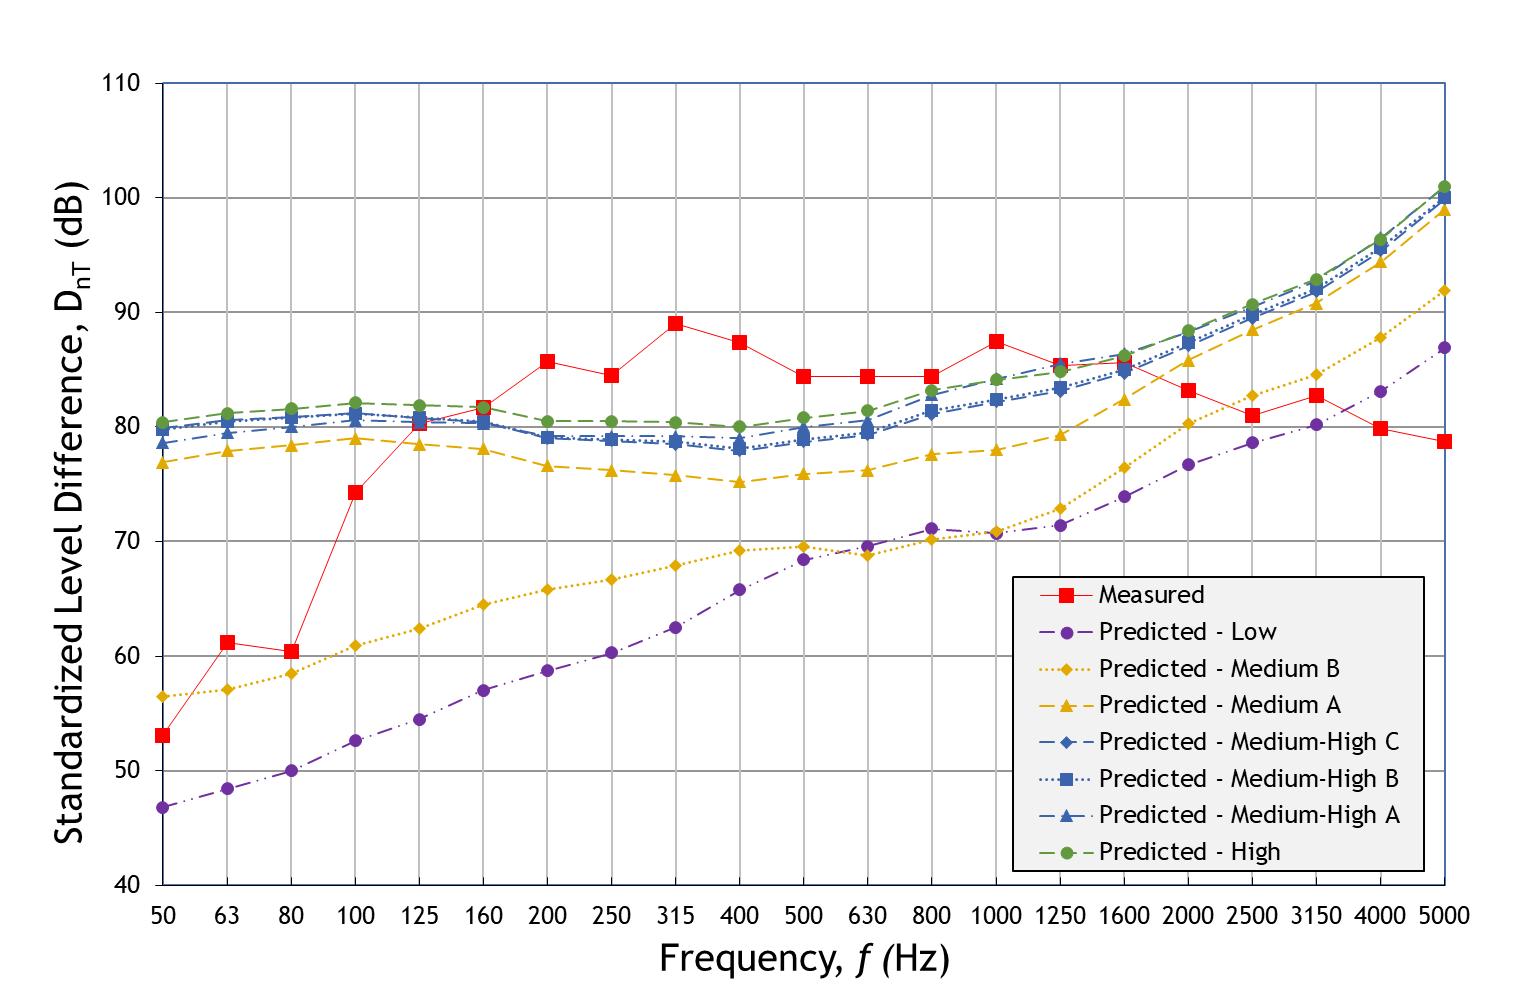 110
100
90
80
70
60
50
40
Standardized Level Difference, DnT (dB)
50 63 80 100 125 160 200 250 315 400 500 630 800 1000 1250 1600 2000 2500 3150 4000 5000
Frequency, f (Hz)
Measured
Predicted - Low
Predicted - Medium B
Predicted - Medium A
Predicted - Medium-High C
Predicted - Medium-High B
Predicted - Medium-High A
Predicted - High